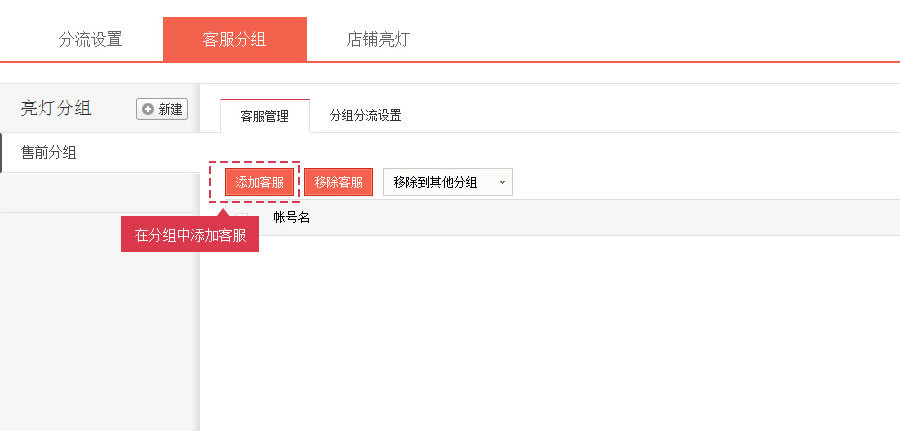 分流设置 客服分组 店铺亮灯
亮灯分组 新建
客服管理 分组分流设置
售前分组
添加客服 移除客服 移除到其他分组
帐号名
在分组中添加客服